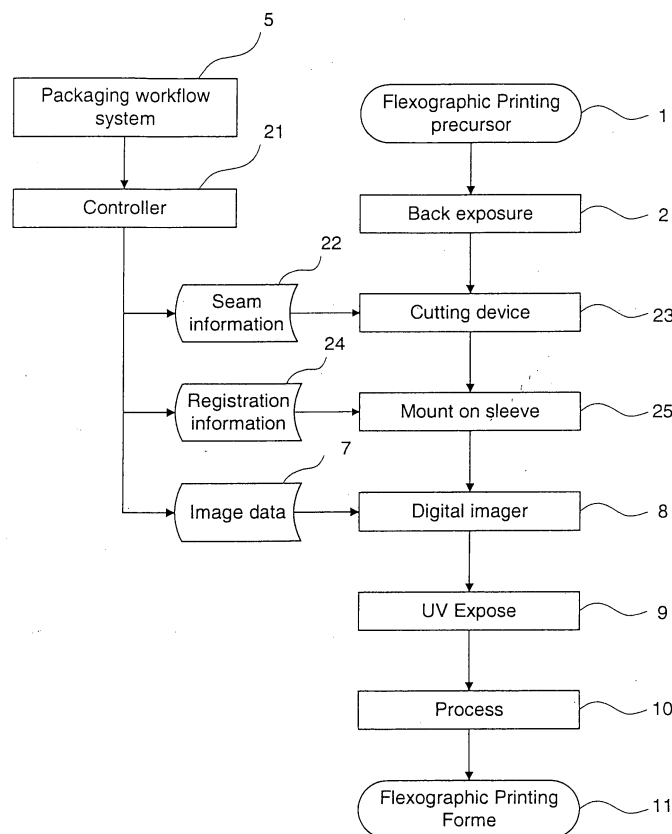 5
Packaging workflow
system
21
Controller
Flexographic Printing
precursor
1
Back exposure
2
22
Seam
information
Cutting device
23
24
Registration
information
Mount on sleeve
25
7
Image data
Digital imager
8
UV Expose
9
Process
10
Flexographic Printing
Forme
11